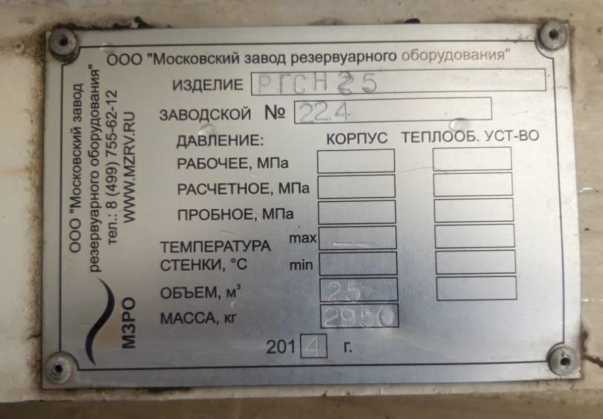 ООО "Московский завод резервуарного оборудования"
ИЗДЕЛИЕ РГСН 25
ЗАВОДСКОЙ № 224
ДАВЛЕНИЕ: КОРПУС ТЕПЛООБ. УСТ-ВО
РАБОЧЕЕ, МПа
РАСЧЕТНОЕ, МПа
ПРОБНОЕ, МПа
ТЕМПЕРАТУРА max
СТЕНКИ, °С min
ОБЪЕМ, м³ 25
МАССА, кг 2950
2014 г.
ООО "Московский завод
резервуарного оборудования"
тел.: 8 (499) 755-62-12
WWW.MZRV.RU
МЗРО